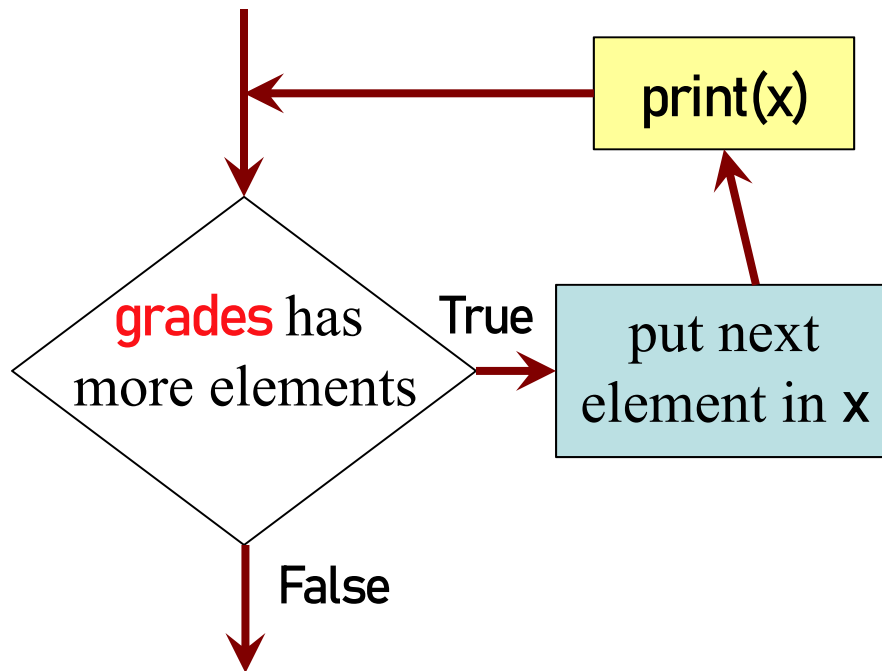 print(x)
grades has
more elements
True
put next
element in x
False